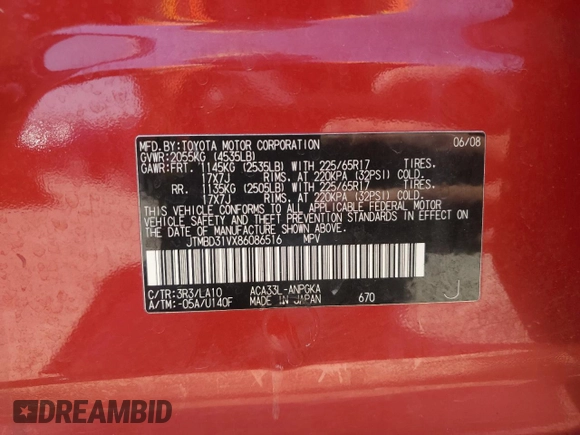 MFD. BY: TOYOTA MOTOR CORPORATION 06/08
GVWR: 2055KG (4535LB)
GAWR: FRT. 1145KG (2535LB) WITH 225/65R17 TIRES.
17X7J RIMS. AT 220KPA (32PSI) COLD.
RR. 1135KG (2505LB) WITH 225/65R17 TIRES.
17X7J RIMS. AT 220KPA (32PSI) COLD.
THIS VEHICLE CONFORMS TO ALL APPLICABLE FEDERAL MOTOR
VEHICLE SAFETY AND THEFT PREVENTION STANDARDS IN EFFECT ON
THE DATE OF MANUFACTURE SHOWN ABOVE.
JTMBD31VX86086516 MPV
C/TR: 3R3/LA10 ACA33L-ANPGKA
A/TM: -05A/U140F MADE IN JAPAN 670 J
DREAMBID